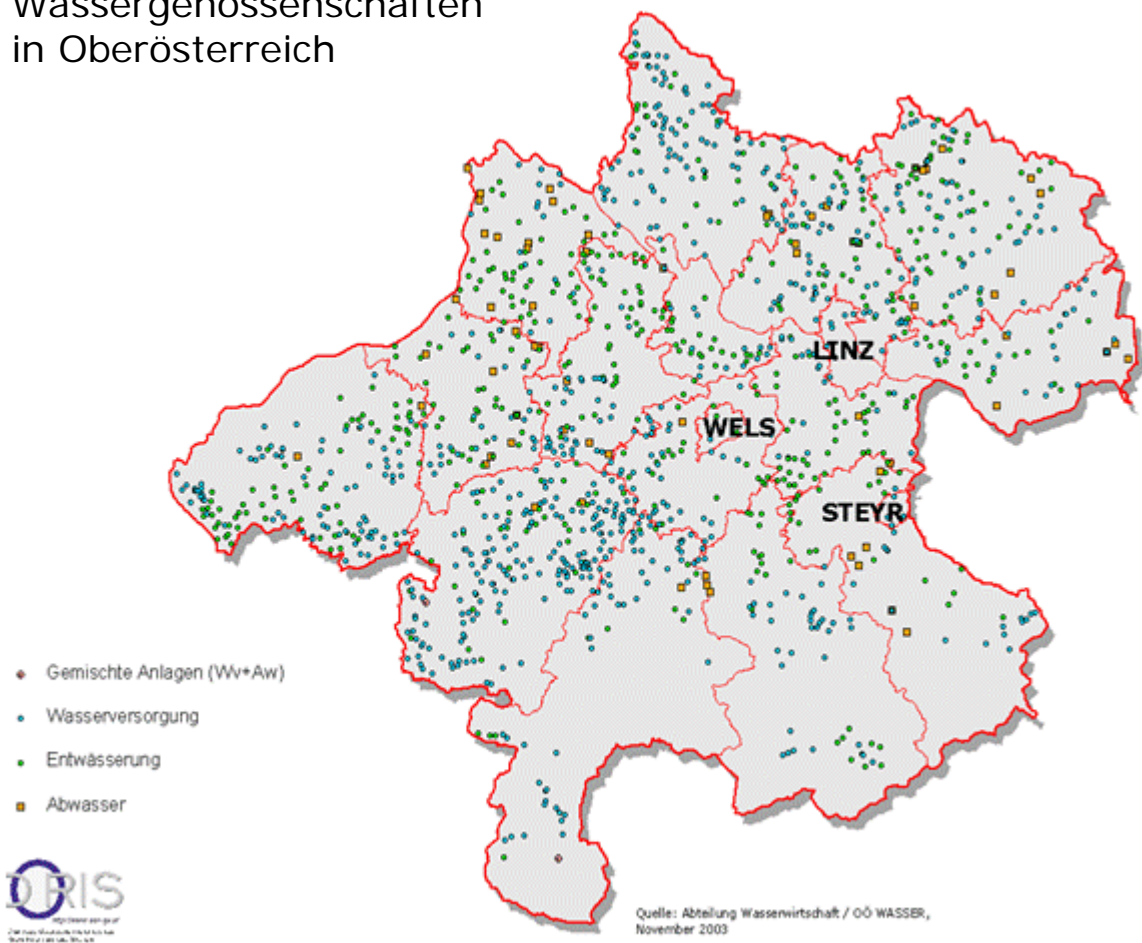 Wassergenossenschaften
in Oberösterreich
LINZ
WELS
STEYR
Gemischte Anlagen (Wv+Aw)
Wasserversorgung
Entwässerung
Abwasser
DORIS
Quelle: Abteilung Wasserwirtschaft / OÖ WASSER,
November 2003